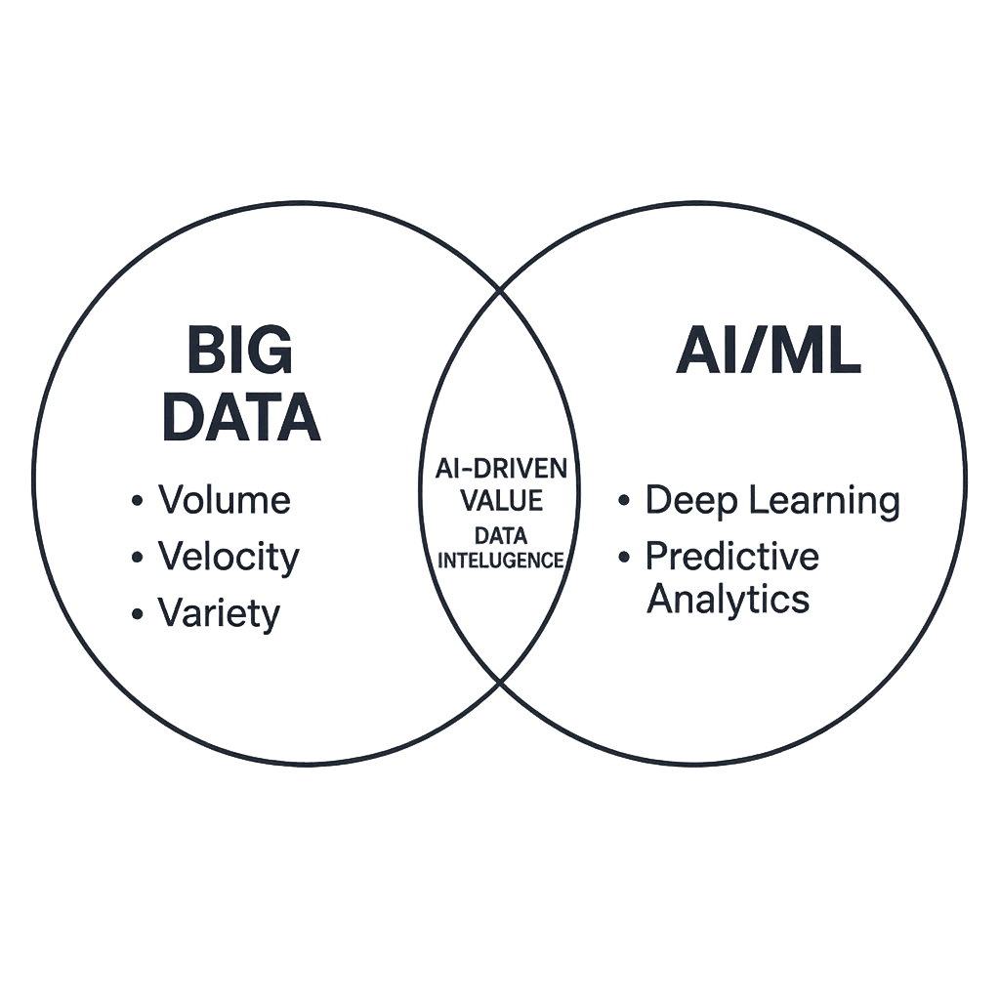 BIG
DATA
• Volume
• Velocity
• Variety
AI-DRIVEN
VALUE
DATA
INTELUGENCE
AI/ML
• Deep Learning
• Predictive
Analytics